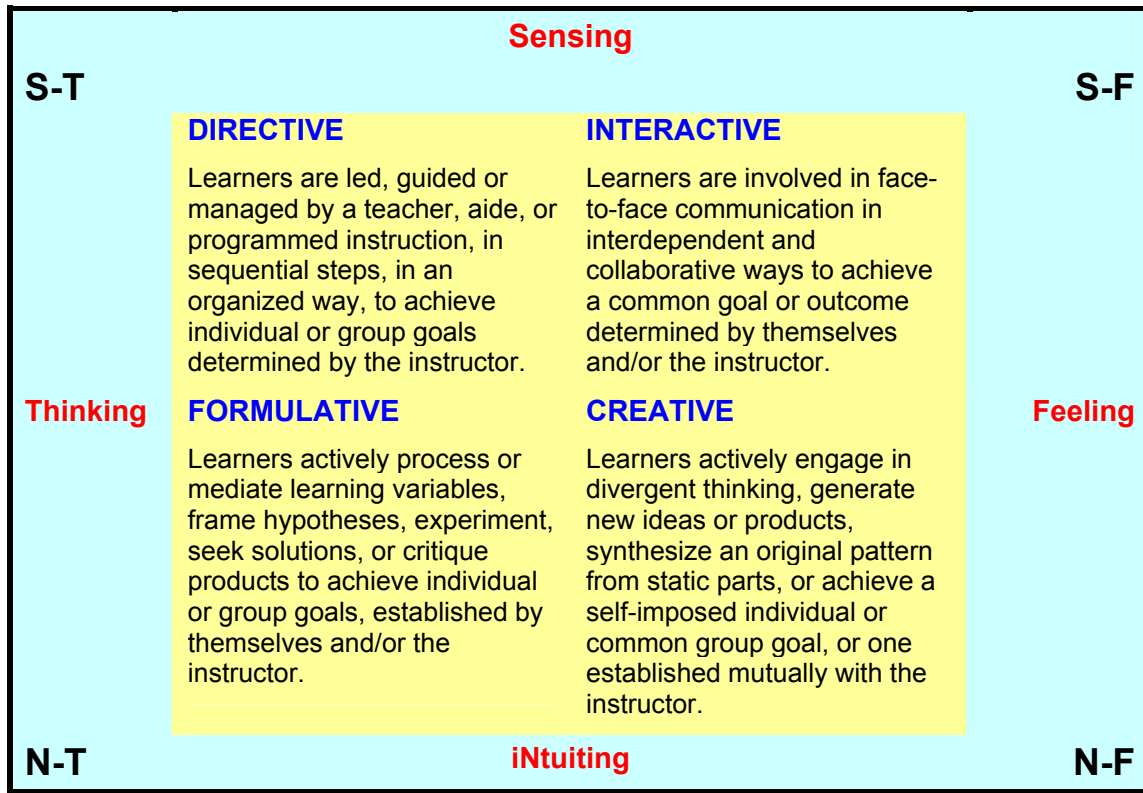 Sensing
S-T
S-F
DIRECTIVE
Learners are led, guided or
managed by a teacher, aide, or
programmed instruction, in
sequential steps, in an
organized way, to achieve
individual or group goals
determined by the instructor.
INTERACTIVE
Learners are involved in face-
to-face communication in
interdependent and
collaborative ways to achieve
a common goal or outcome
determined by themselves
and/or the instructor.
Thinking
FORMULATIVE
Learners actively process or
mediate learning variables,
frame hypotheses, experiment,
seek solutions, or critique
products to achieve individual
or group goals, established by
themselves and/or the
instructor.
CREATIVE
Learners actively engage in
divergent thinking, generate
new ideas or products,
synthesize an original pattern
from static parts, or achieve a
self-imposed individual or
common group goal, or one
established mutually with the
instructor.
Feeling
N-T
iNtuiting
N-F